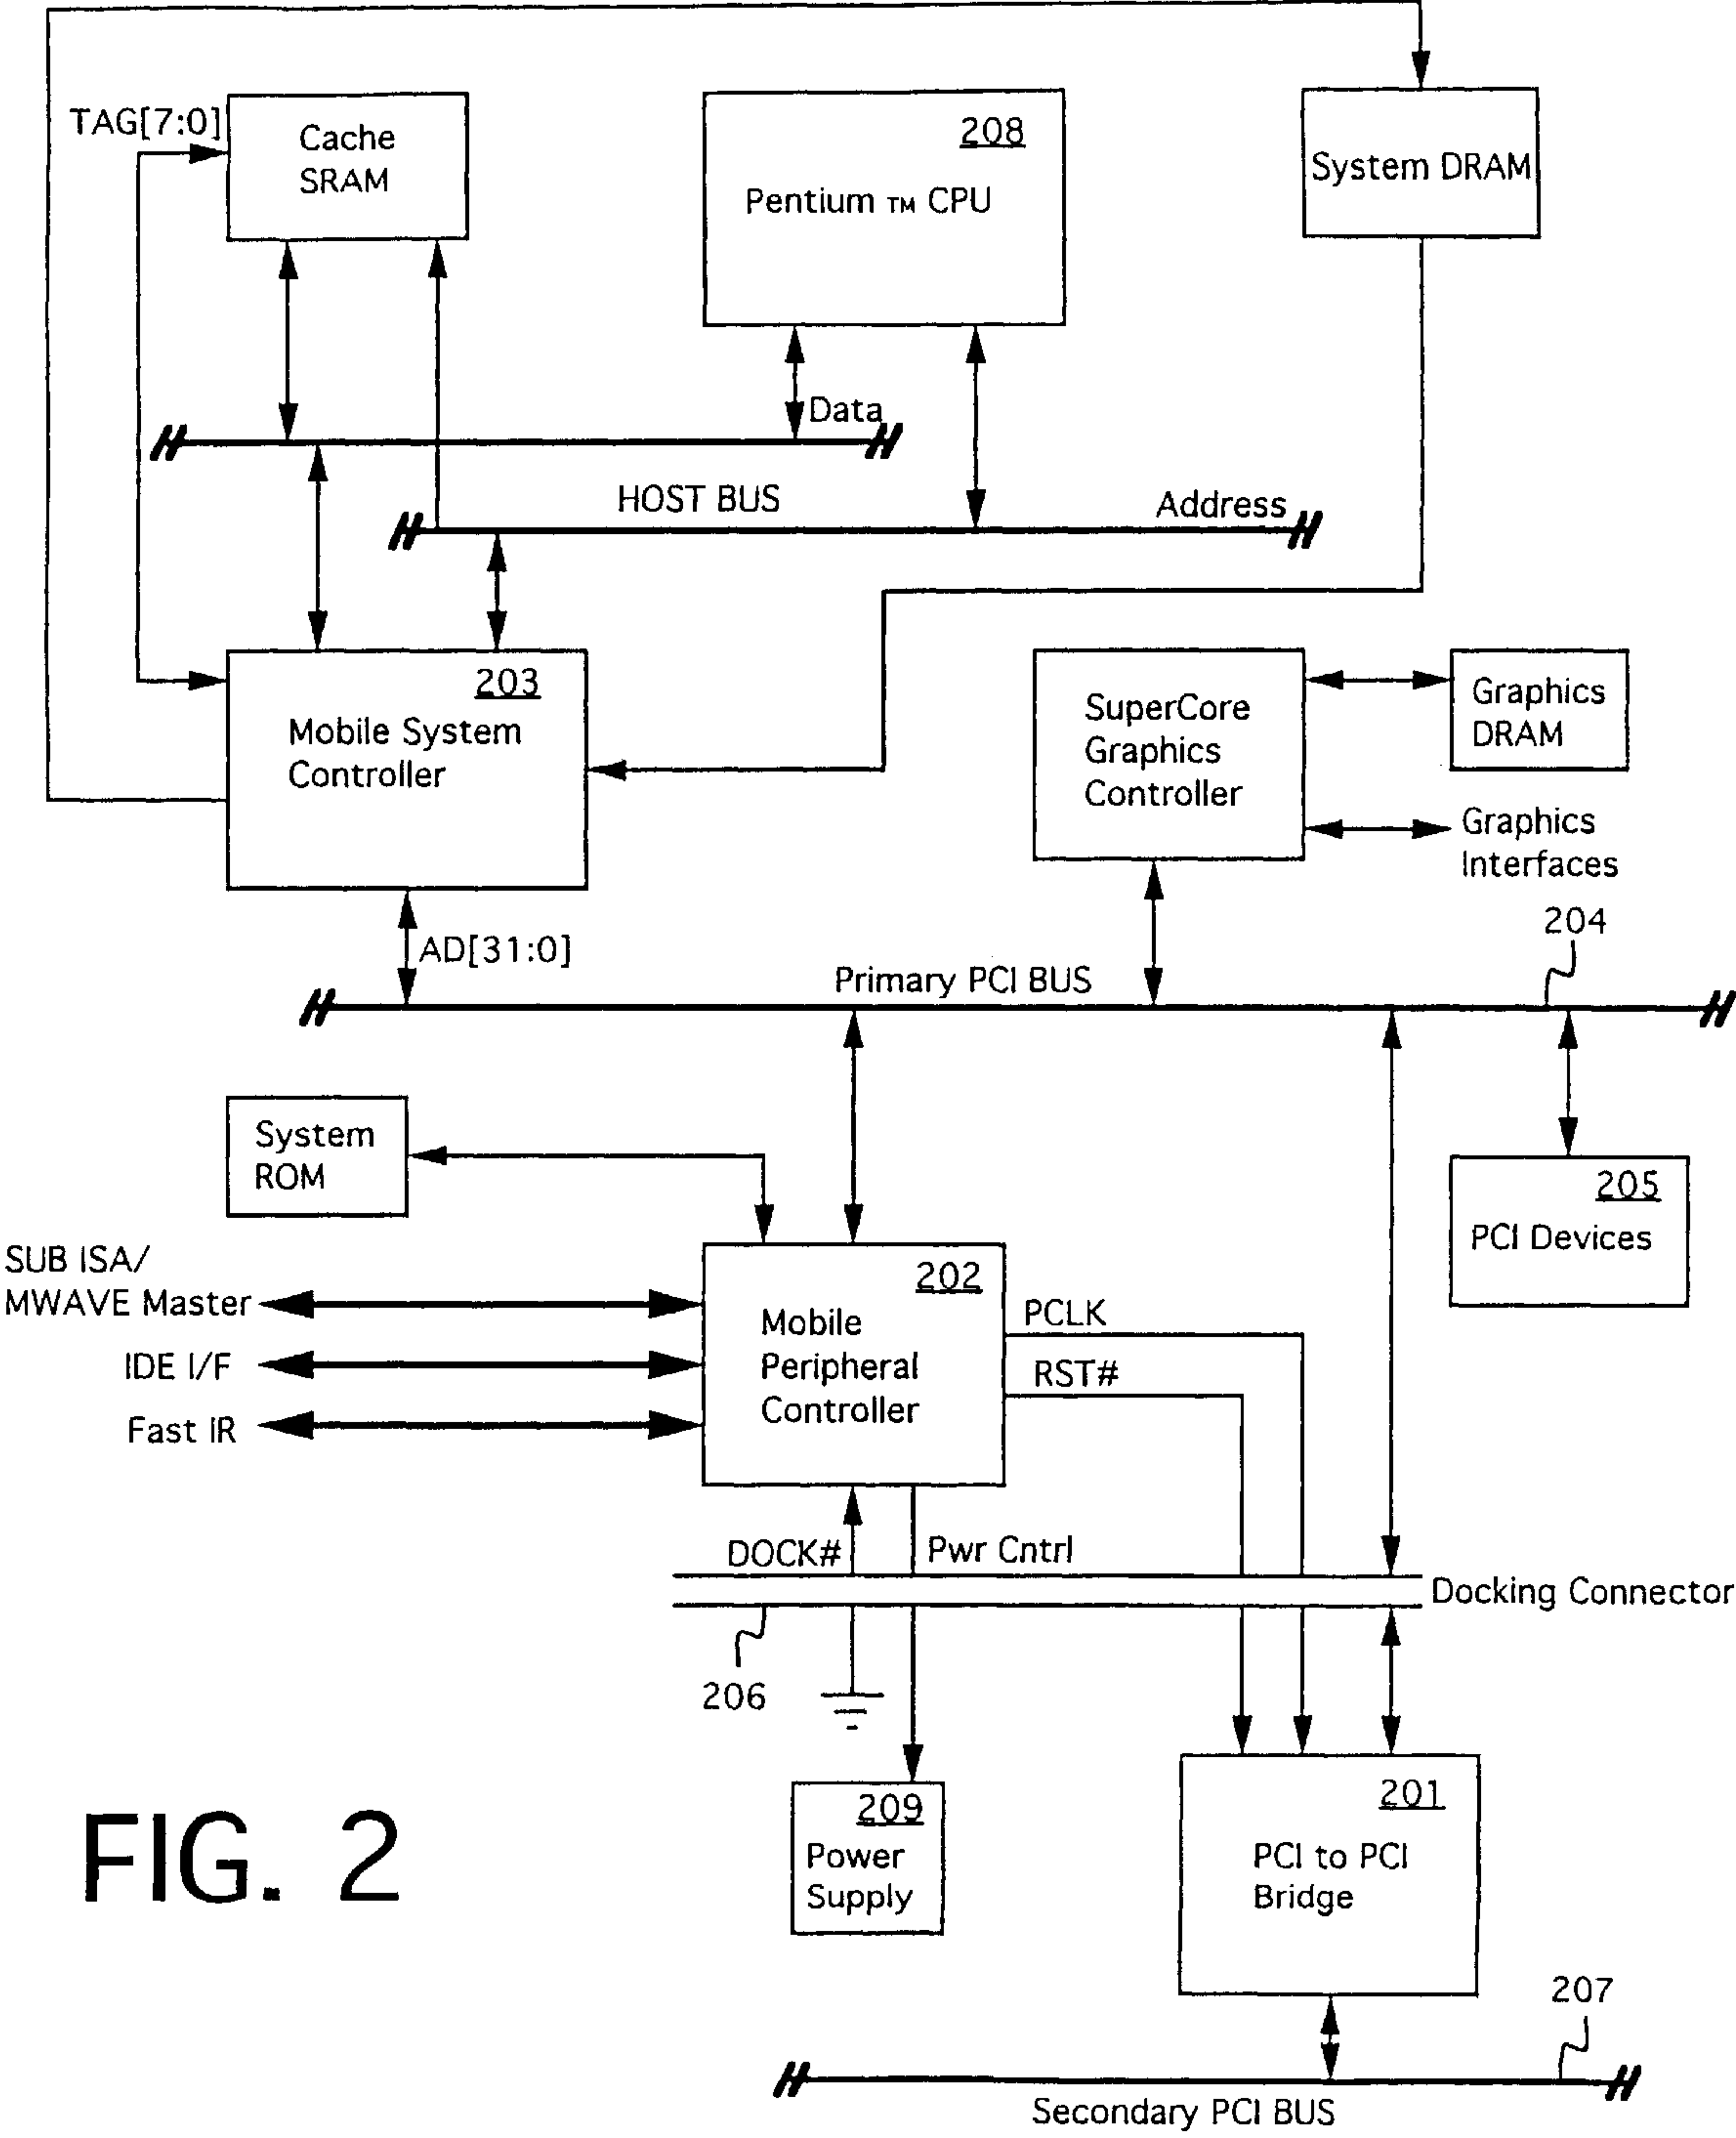 TAG[7:0]
Cache
SRAM
208
Pentium ™ CPU
System DRAM
Data
HOST BUS
Address
203
Mobile System
Controller
SuperCore
Graphics
Controller
Graphics
DRAM
Graphics
Interfaces
AD[31:0]
204
Primary PCI BUS
System
ROM
205
PCI Devices
SUB ISA/
MWAVE Master
IDE I/F
Fast IR
202
Mobile
Peripheral
Controller
PCLK
RST#
DOCK#
Pwr Cntrl
Docking Connector
206
209
Power
Supply
201
PCI to PCI
Bridge
FIG. 2
207
Secondary PCI BUS